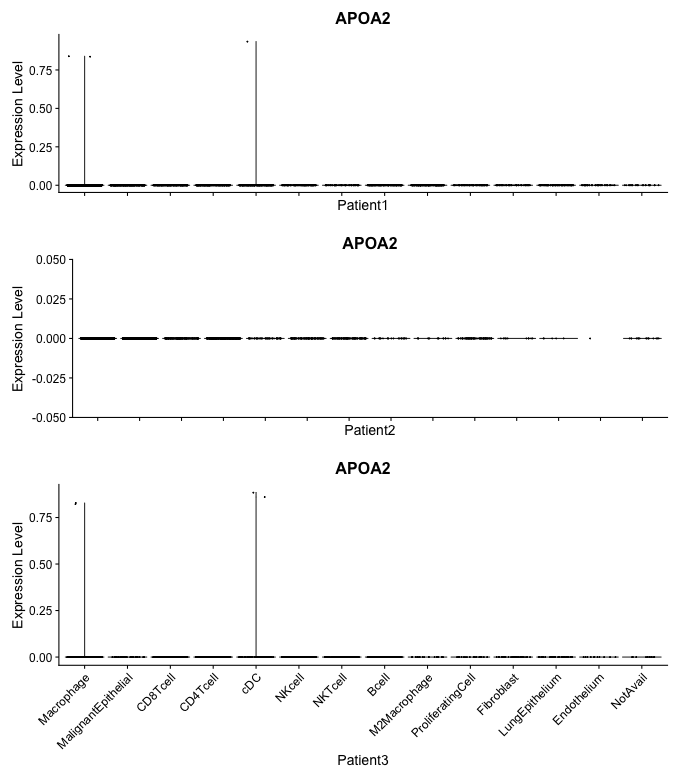 APOA2
Expression Level
0.75
0.50
0.25
0.00
Patient1
APOA2
Expression Level
0.050
0.025
0.000
-0.025
-0.050
Patient2
APOA2
Expression Level
0.75
0.50
0.25
0.00
Macrophage
MalignantEpithelial
CD8Tcell
CD4Tcell
cDC
NKcell
NKTcell
Bcell
M2Macrophage
ProliferatingCell
Fibroblast
LungEpithelium
Endothelium
NotAvail
Patient3